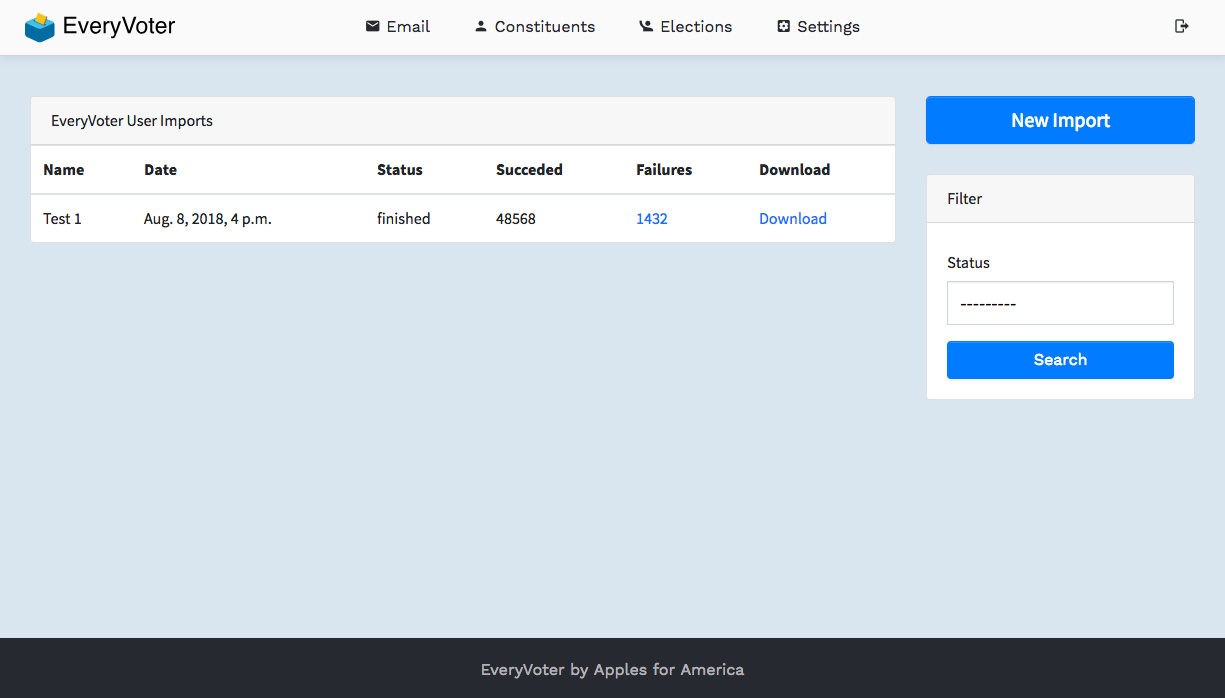 EveryVoter Email Constituents Elections Settings
EveryVoter User Imports
Name Date Status Succeded Failures Download
Test 1 Aug. 8, 2018, 4 p.m. finished 48568 1432 Download
New Import
Filter
Status
---------
Search
EveryVoter by Apples for America